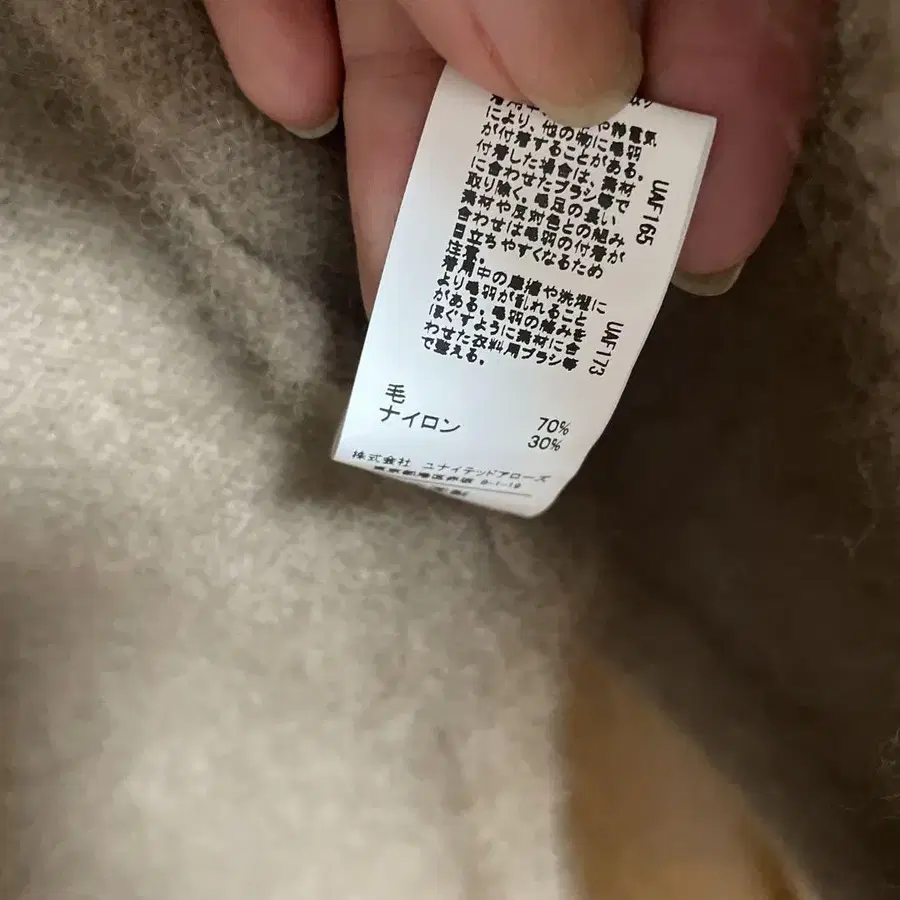 により、他の物に毛羽
が付着することがある。
付着した場合は、素材
に合わせたブラシ等で
取り除く。毛足の長い
素材や反対色との組み
合わせは毛羽の付着が
目立ちやすくなるため
注意。
UAF165
着用中の摩擦や洗濯に
より毛羽が乱れること
がある。毛羽の絡みを
ほぐすように素材に合
わせた衣料用ブラシ等
で整える。
UAF173
毛 70%
ナイロン 30%
株式会社 ユナイテッドアローズ